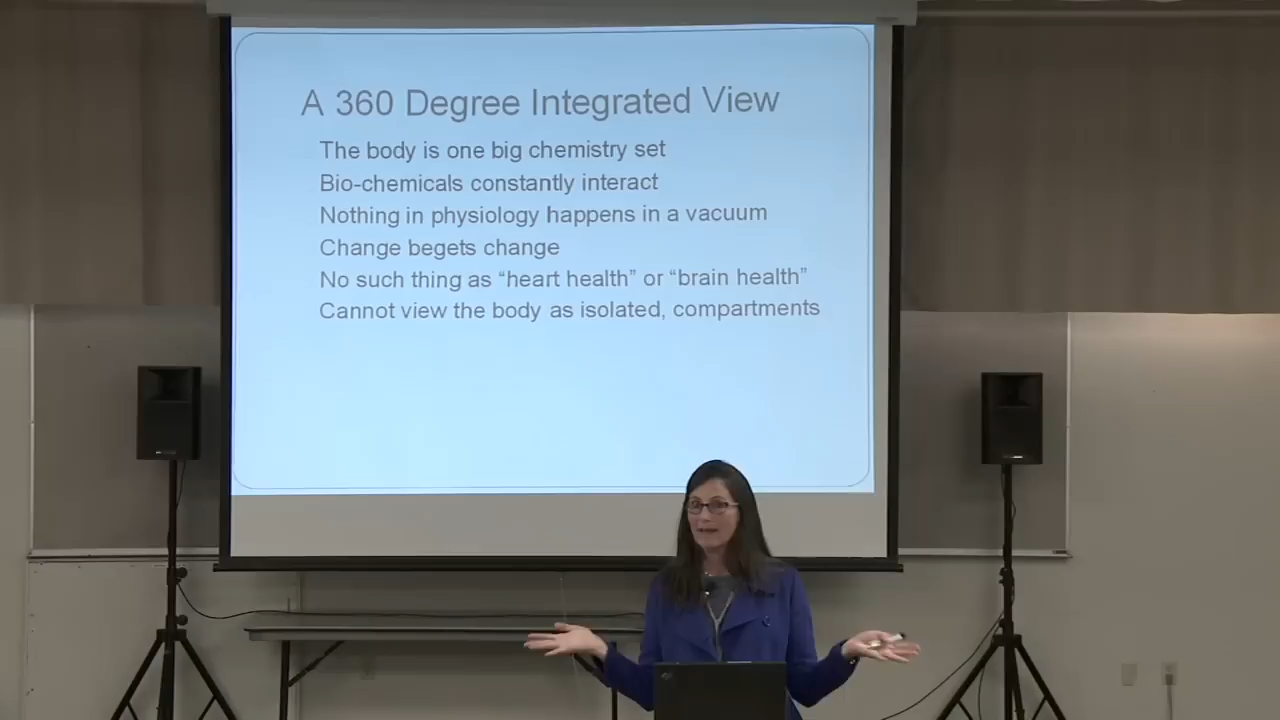 A 360 Degree Integrated View
The body is one big chemistry set
Bio-chemicals constantly interact
Nothing in physiology happens in a vacuum
Change begets change
No such thing as “heart health” or “brain health”
Cannot view the body as isolated, compartments